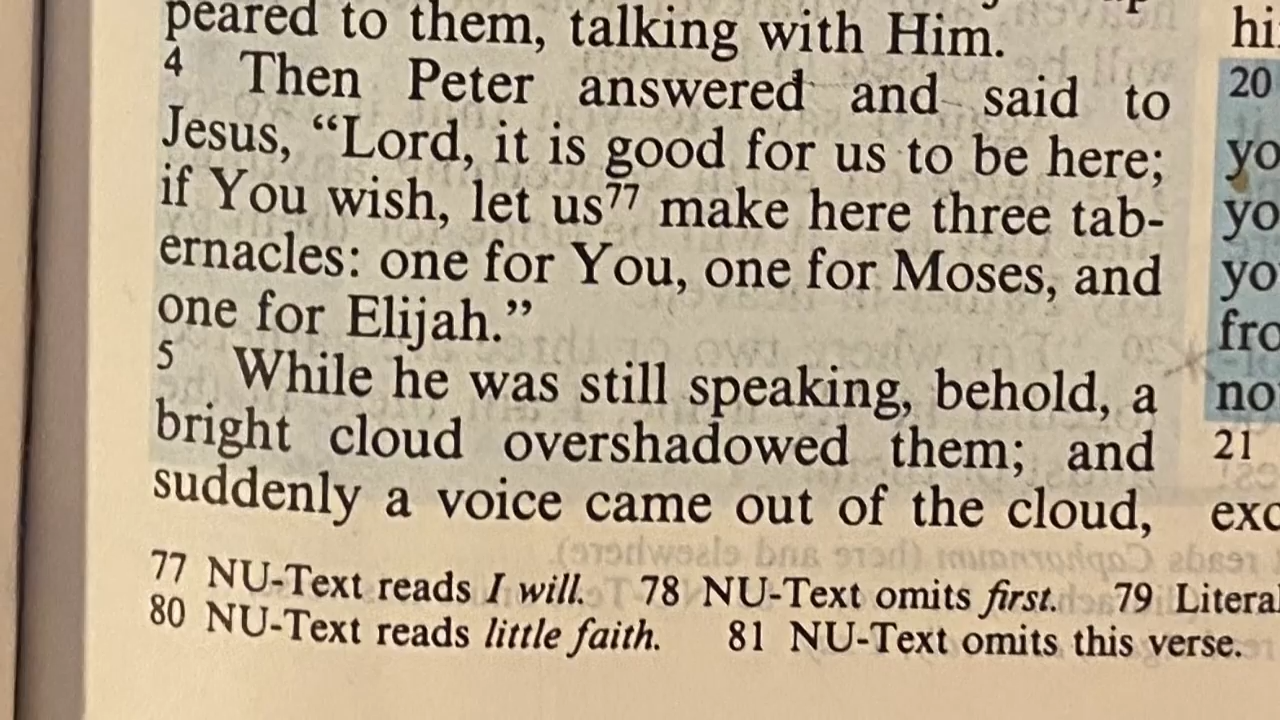 peared to them, talking with Him.
4 Then Peter answered and said to
Jesus, “Lord, it is good for us to be here;
if You wish, let us77 make here three tab-
ernacles: one for You, one for Moses, and
one for Elijah.”
5 While he was still speaking, behold, a
bright cloud overshadowed them; and
suddenly a voice came out of the cloud,
20
yo
yo
yo
fro
no
21
exc
77 NU-Text reads I will. 78 NU-Text omits first. 79 Litera
80 NU-Text reads little faith. 81 NU-Text omits this verse.